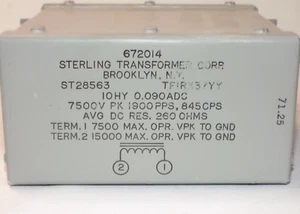 672014
STERLING TRANSFORMER CORP.
BROOKLYN, N.Y.
ST28563
10HY 0.090ADC
7500V PK 1900PPS, 845CPS
AVG DC RES. 260 OHMS
TERM. 1 7500 MAX. OPR. VPK TO GND
TERM. 2 15000 MAX. OPR. VPK TO GND
2 1
71.25